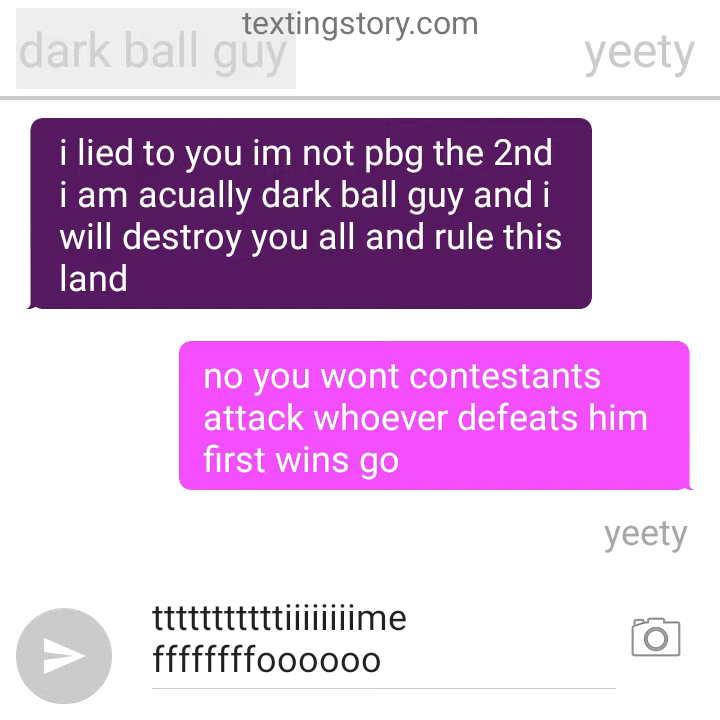 textingstory.com
dark ball guy
yeety
i lied to you im not pbg the 2nd
i am acually dark ball guy and i
will destroy you all and rule this
land
no you wont contestants
attack whoever defeats him
first wins go
yeety
ttttttttttttiiiiiiiiime
ffffffffoooooo